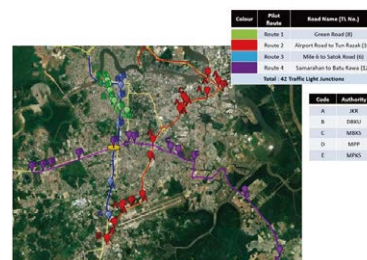 Colour Pilot Route Road Name (TL No.)
Route 1 Green Road (8)
Route 2 Airport Road to Tun Razak
Route 3 Mile 6 to Satok Road (6)
Route 4 Samarahan to Batu Kawa
Total : 42 Traffic Light Junctions
Code Authority
A JKR
B DBKU
C MBKS
D MPP
E MPKS